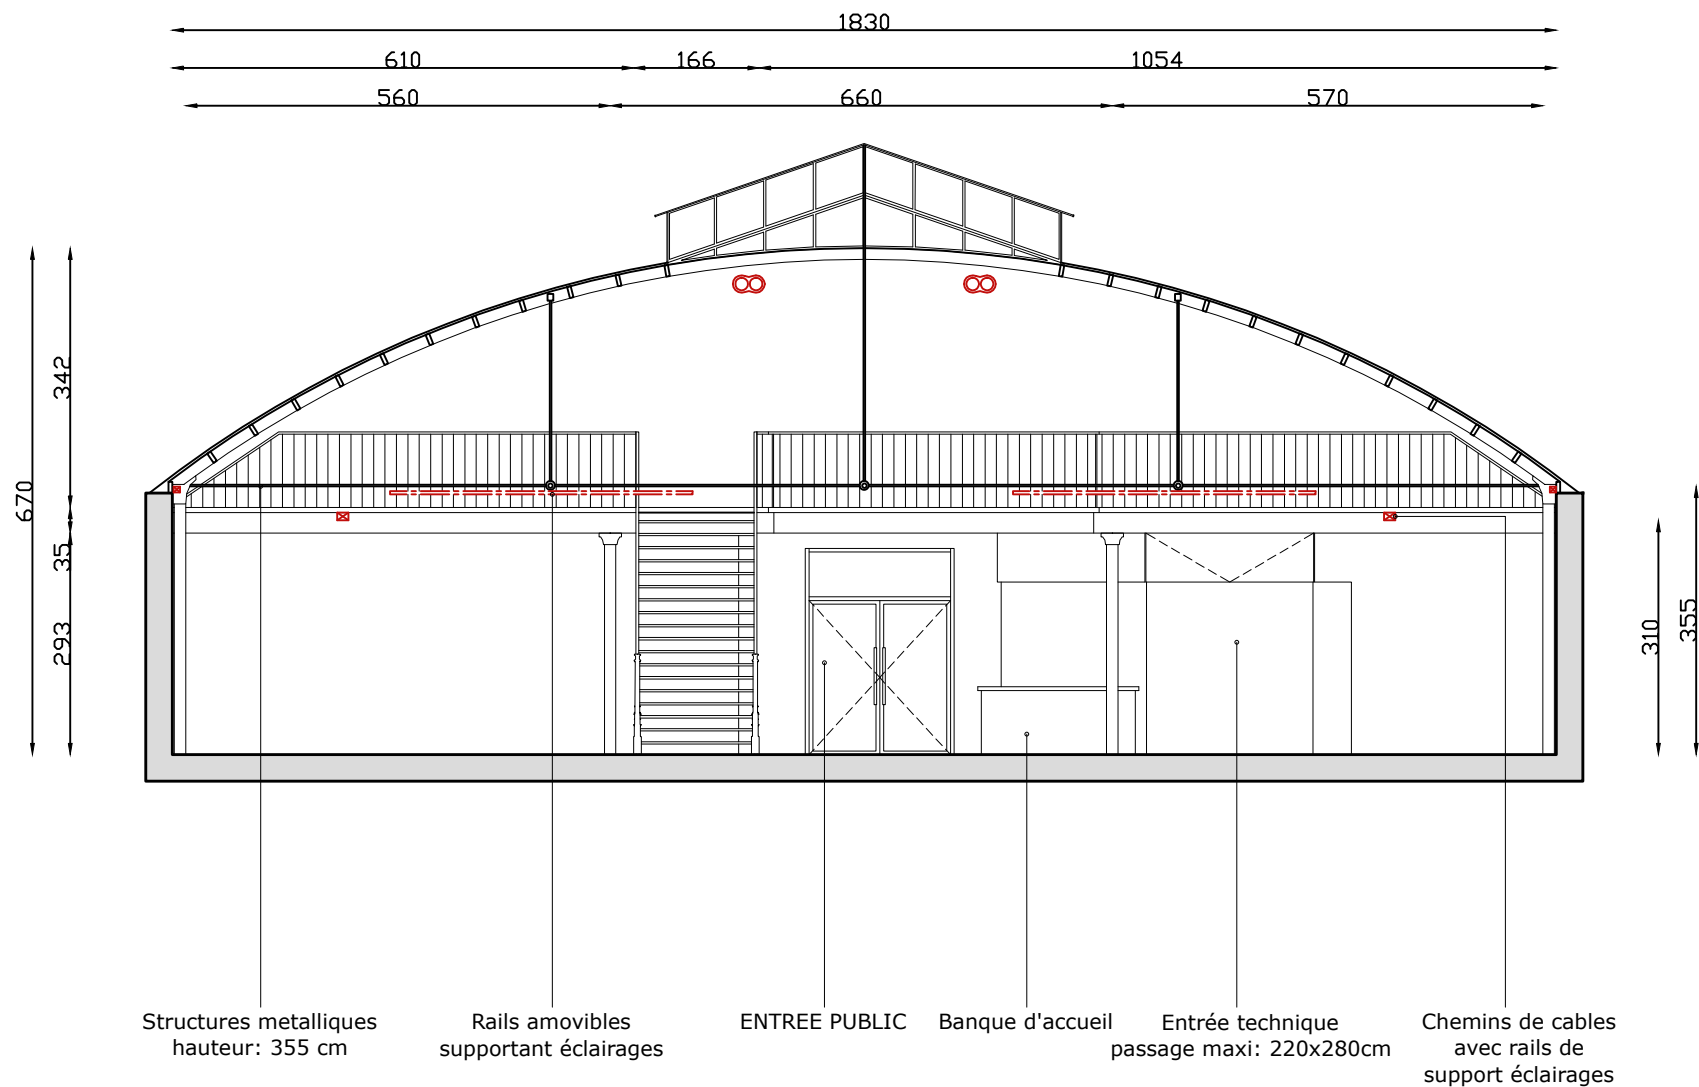 1830
610
166
1054
560
660
570
670
342
35
293
310
355
Structures metalliques
hauteur: 355 cm
Rails amovibles
supportant éclairages
ENTREE PUBLIC
Banque d'accueil
Entrée technique
passage maxi: 220x280cm
Chemins de cables
avec rails de
support éclairages